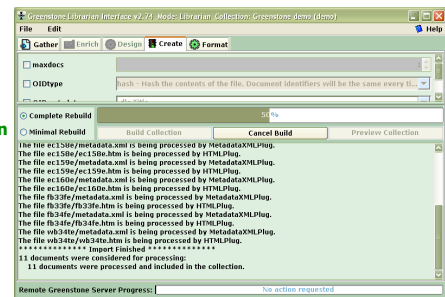 Greenstone Librarian Interface v2.74 Mode: Librarian Collection: Greenstone demo (demo)
File Edit Help
Gather Enrich Design Create Format
maxdocs
OIDtype hash - Hash the contents of the file. Document identifiers will be the same every ti...
Complete Rebuild 50%
n
Minimal Rebuild Build Collection Cancel Build Preview Collection
The file ec158e/metadata.xml is being processed by MetadataXMLPlug.
The file ec158e/ec158e.htm is being processed by HTMLPlug.
The file ec159e/metadata.xml is being processed by MetadataXMLPlug.
The file ec159e/ec159e.htm is being processed by HTMLPlug.
The file ec160e/metadata.xml is being processed by MetadataXMLPlug.
The file ec160e/ec160e.htm is being processed by HTMLPlug.
The file fb33fe/metadata.xml is being processed by MetadataXMLPlug.
The file fb33fe/fb33fe.htm is being processed by HTMLPlug.
The file fb34fe/metadata.xml is being processed by MetadataXMLPlug.
The file fb34fe/fb34fe.htm is being processed by HTMLPlug.
The file wb34te/metadata.xml is being processed by MetadataXMLPlug.
The file wb34te/wb34te.htm is being processed by HTMLPlug.
************** Import Finished **************
11 documents were considered for processing:
11 documents were processed and included in the collection.
Remote Greenstone Server Progress: No action requested